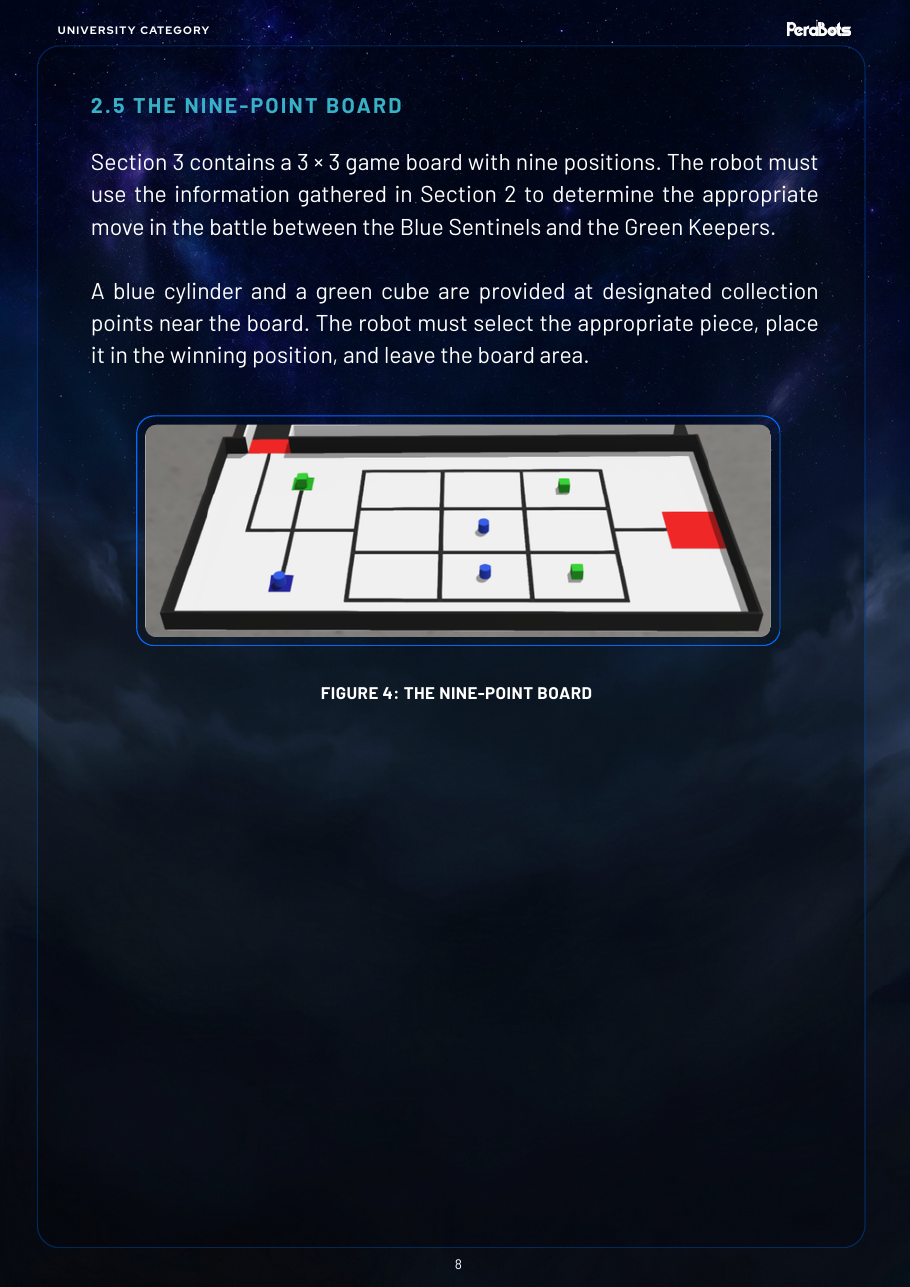 UNIVERSITY CATEGORY
PeraBots
2.5 THE NINE-POINT BOARD
Section 3 contains a 3 × 3 game board with nine positions. The robot must
use the information gathered in Section 2 to determine the appropriate
move in the battle between the Blue Sentinels and the Green Keepers.
A blue cylinder and a green cube are provided at designated collection
points near the board. The robot must select the appropriate piece, place
it in the winning position, and leave the board area.
FIGURE 4: THE NINE-POINT BOARD
8